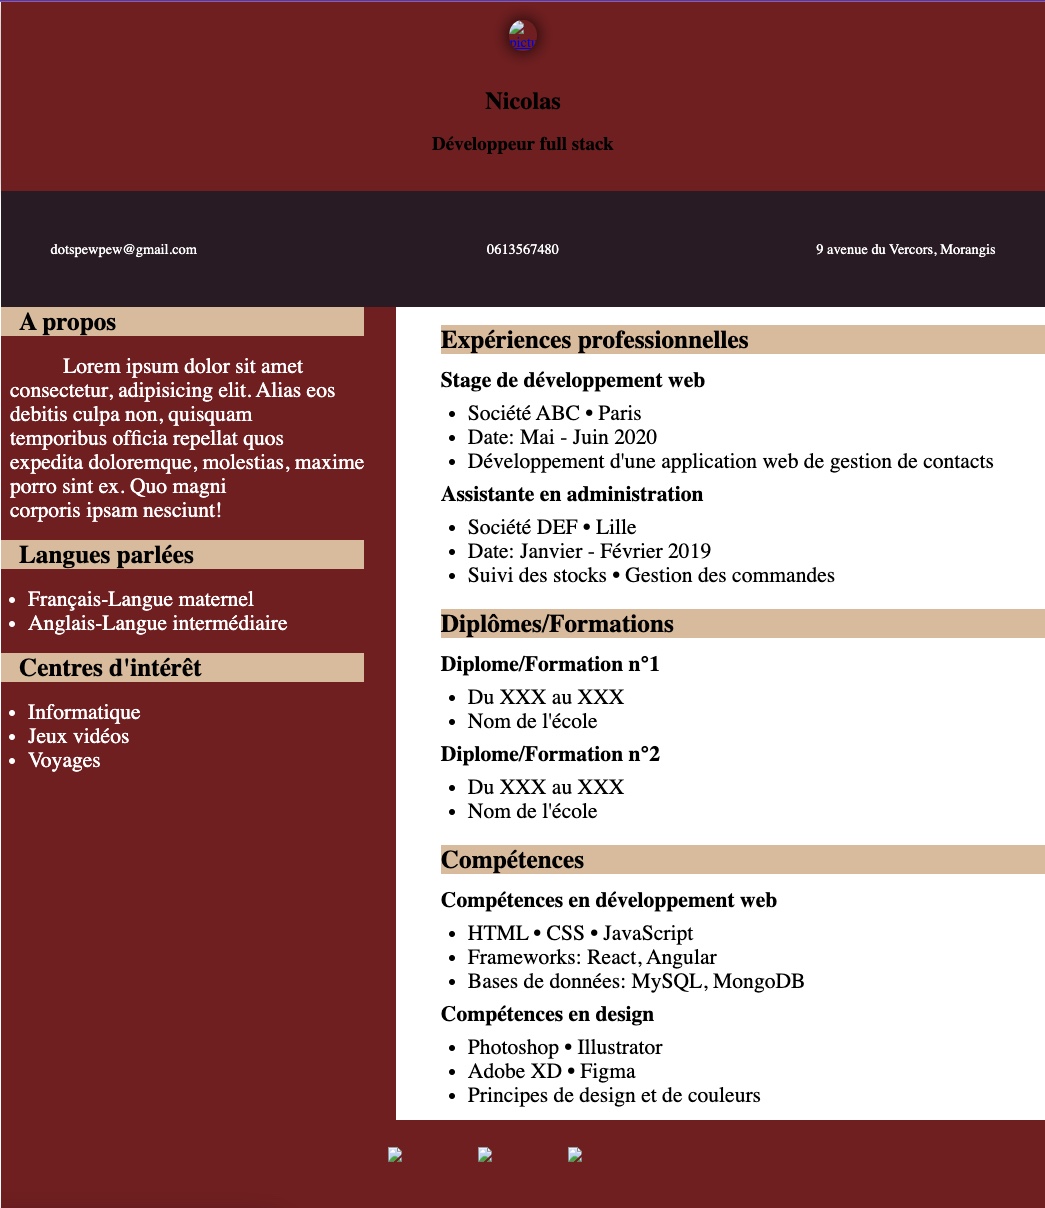 Nicolas
Développeur full stack
dotspewpew@gmail.com
0613567480
9 avenue du Vercors, Morangis
A propos
Lorem ipsum dolor sit amet
consectetur, adipisicing elit. Alias eos
debitis culpa non, quisquam
temporibus officia repellat quos
expedita doloremque, molestias, maxime
porro sint ex. Quo magni
corporis ipsam nesciunt!
Langues parlées
• Français-Langue maternel
• Anglais-Langue intermédiaire
Centres d'intérêt
• Informatique
• Jeux vidéos
• Voyages
Expériences professionnelles
Stage de développement web
• Société ABC • Paris
• Date: Mai - Juin 2020
• Développement d'une application web de gestion de contacts
Assistante en administration
• Société DEF • Lille
• Date: Janvier - Février 2019
• Suivi des stocks • Gestion des commandes
Diplômes/Formations
Diplome/Formation n°1
• Du XXX au XXX
• Nom de l'école
Diplome/Formation n°2
• Du XXX au XXX
• Nom de l'école
Compétences
Compétences en développement web
• HTML • CSS • JavaScript
• Frameworks: React, Angular
• Bases de données: MySQL, MongoDB
Compétences en design
• Photoshop • Illustrator
• Adobe XD • Figma
• Principes de design et de couleurs